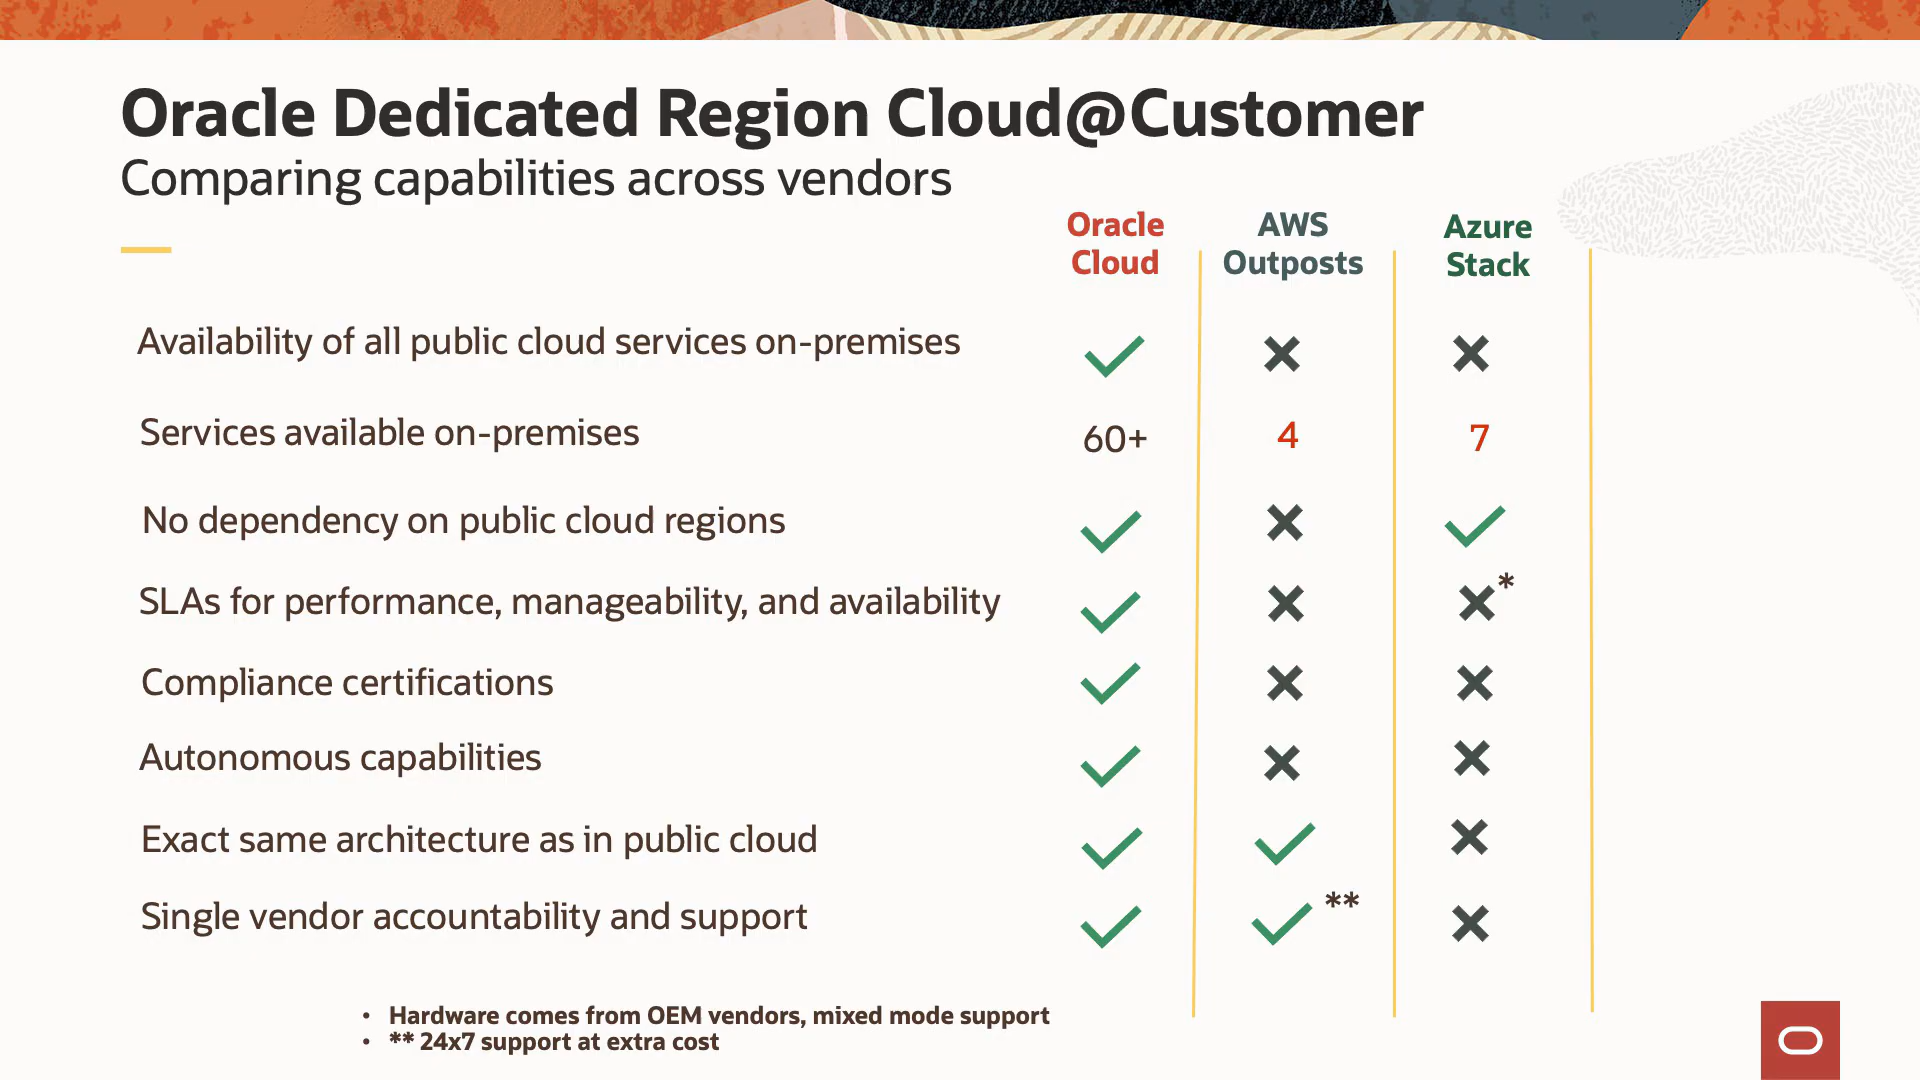 Oracle Dedicated Region Cloud@Customer
Comparing capabilities across vendors
Oracle Cloud
AWS Outposts
Azure Stack
Availability of all public cloud services on-premises
Services available on-premises 60+ 4 7
No dependency on public cloud regions
SLAs for performance, manageability, and availability *
Compliance certifications
Autonomous capabilities
Exact same architecture as in public cloud
Single vendor accountability and support **
• Hardware comes from OEM vendors, mixed mode support
• ** 24x7 support at extra cost